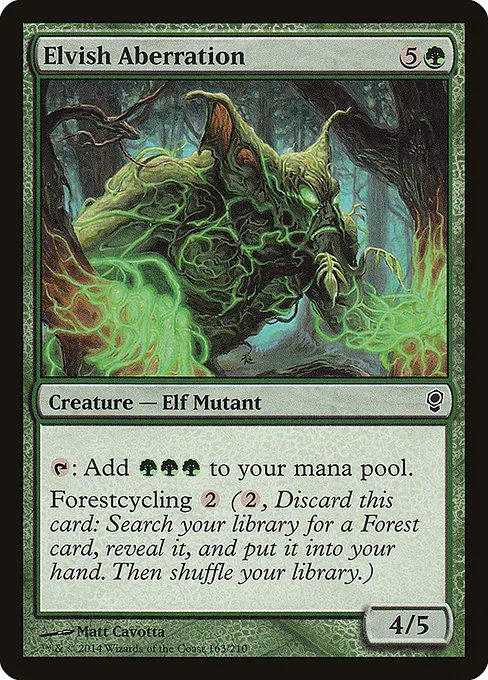 Elvish Aberration 5
Creature — Elf Mutant
: Add to your mana pool.
Forestcycling 2 (2, Discard this
card: Search your library for a Forest
card, reveal it, and put it into your
hand. Then shuffle your library.)
Matt Cavotta
4/5
™ & © 2014 Wizards of the Coast 163/210